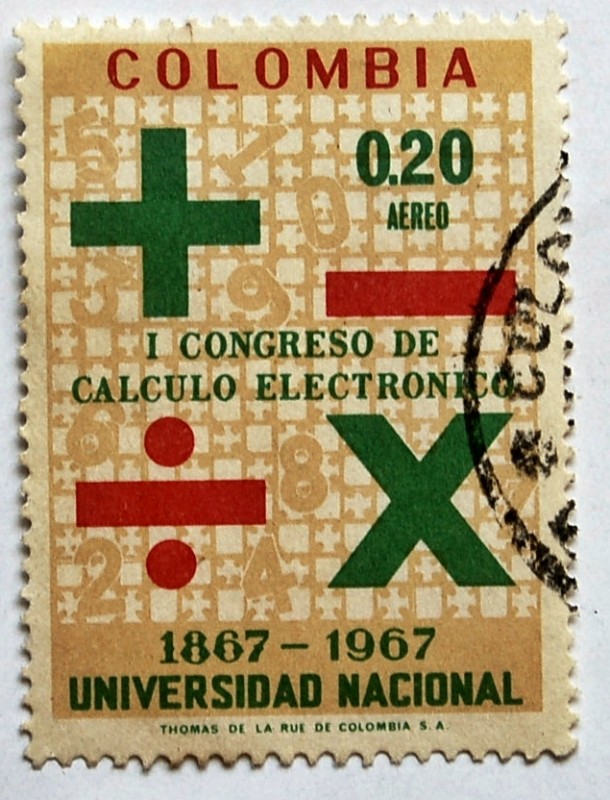 COLOMBIA
0.20
AEREO
I CONGRESO DE
CALCULO ELECTRONICO
1867 – 1967
UNIVERSIDAD NACIONAL
THOMAS DE LA RUE DE COLOMBIA S.A.